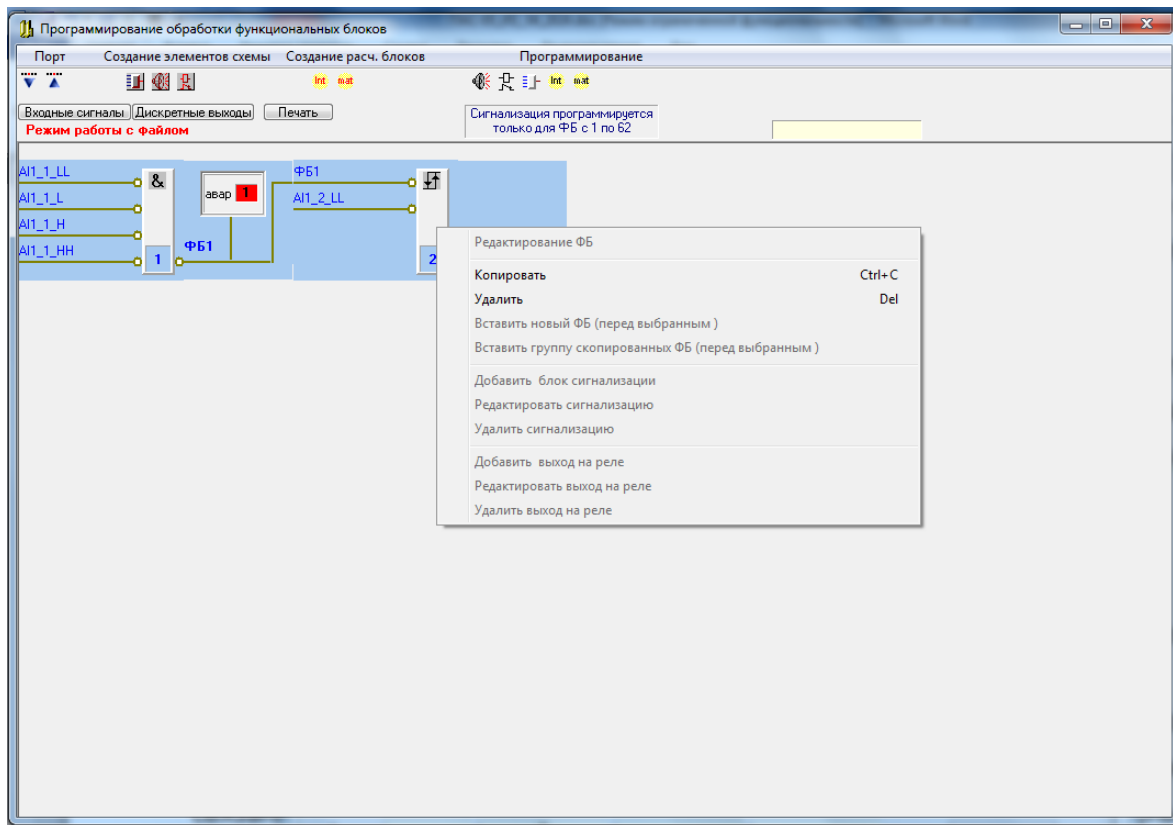 Программирование обработки функциональных блоков
Порт Создание элементов схемы Создание расч. блоков Программирование
Int mat Int mat
Входные сигналы Дискретные выходы Печать
Режим работы с файлом
Сигнализация программируется
только для ФБ с 1 по 62
AI1_1_LL
AI1_1_L
AI1_1_H
AI1_1_HH
&
1
авар 1
ФБ1
ФБ1
AI1_2_LL
2
Редактирование ФБ
Копировать Ctrl+C
Удалить Del
Вставить новый ФБ (перед выбранным )
Вставить группу скопированных ФБ (перед выбранным )
Добавить блок сигнализации
Редактировать сигнализацию
Удалить сигнализацию
Добавить выход на реле
Редактировать выход на реле
Удалить выход на реле